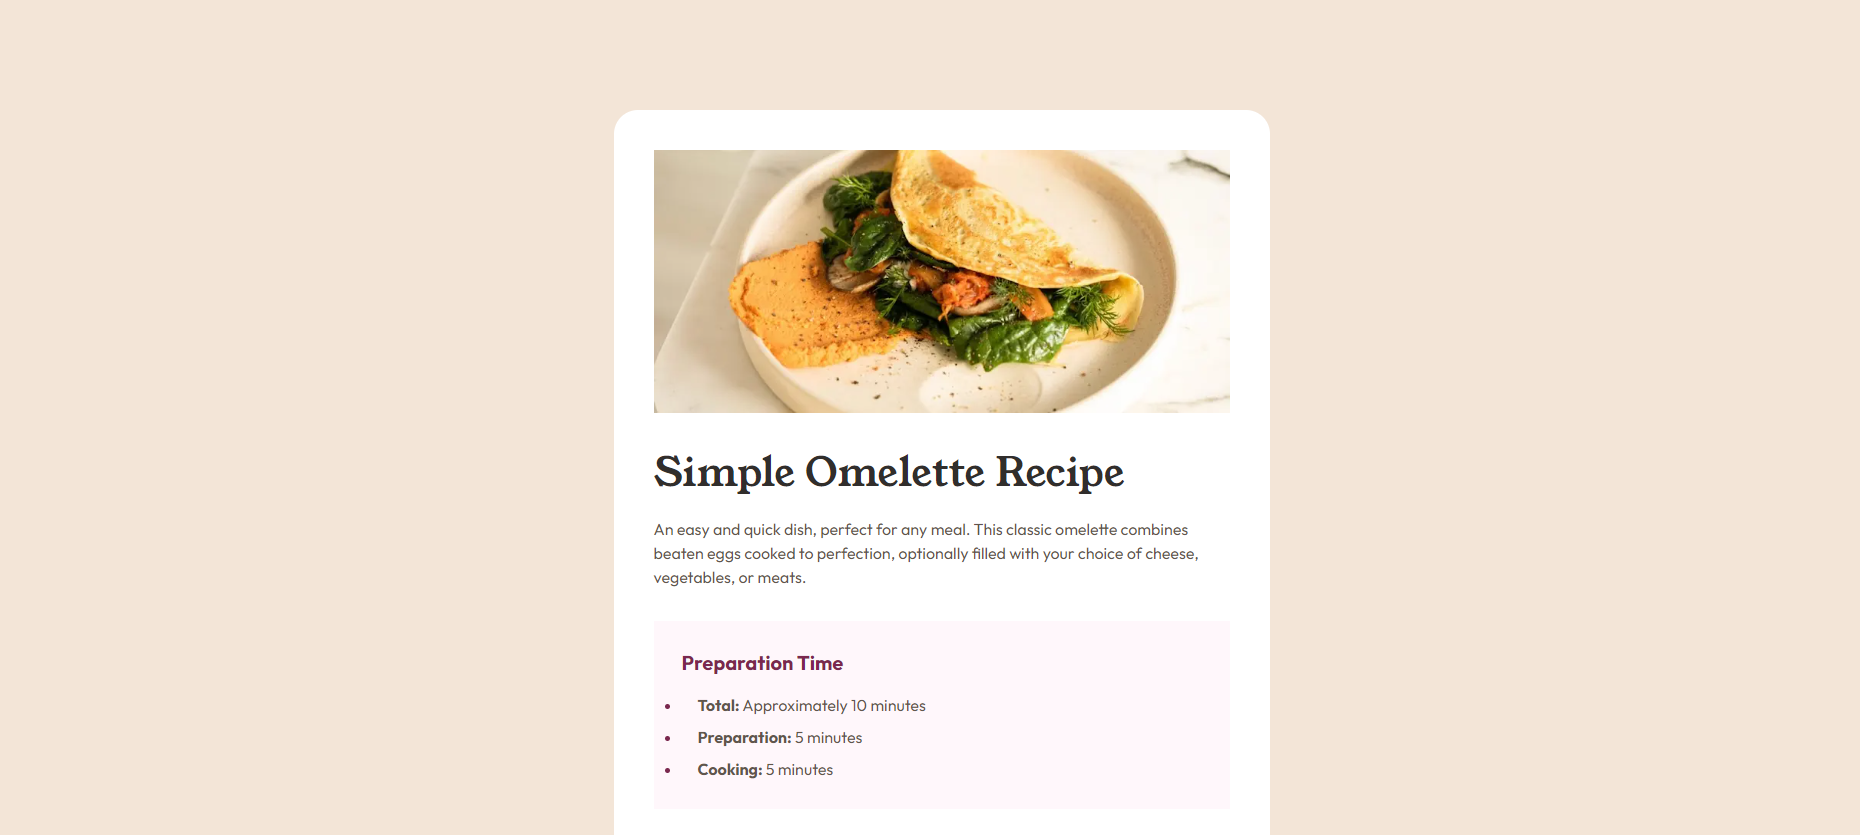 Simple Omelette Recipe
An easy and quick dish, perfect for any meal. This classic omelette combines
beaten eggs cooked to perfection, optionally filled with your choice of cheese,
vegetables, or meats.
Preparation Time
• Total: Approximately 10 minutes
• Preparation: 5 minutes
• Cooking: 5 minutes